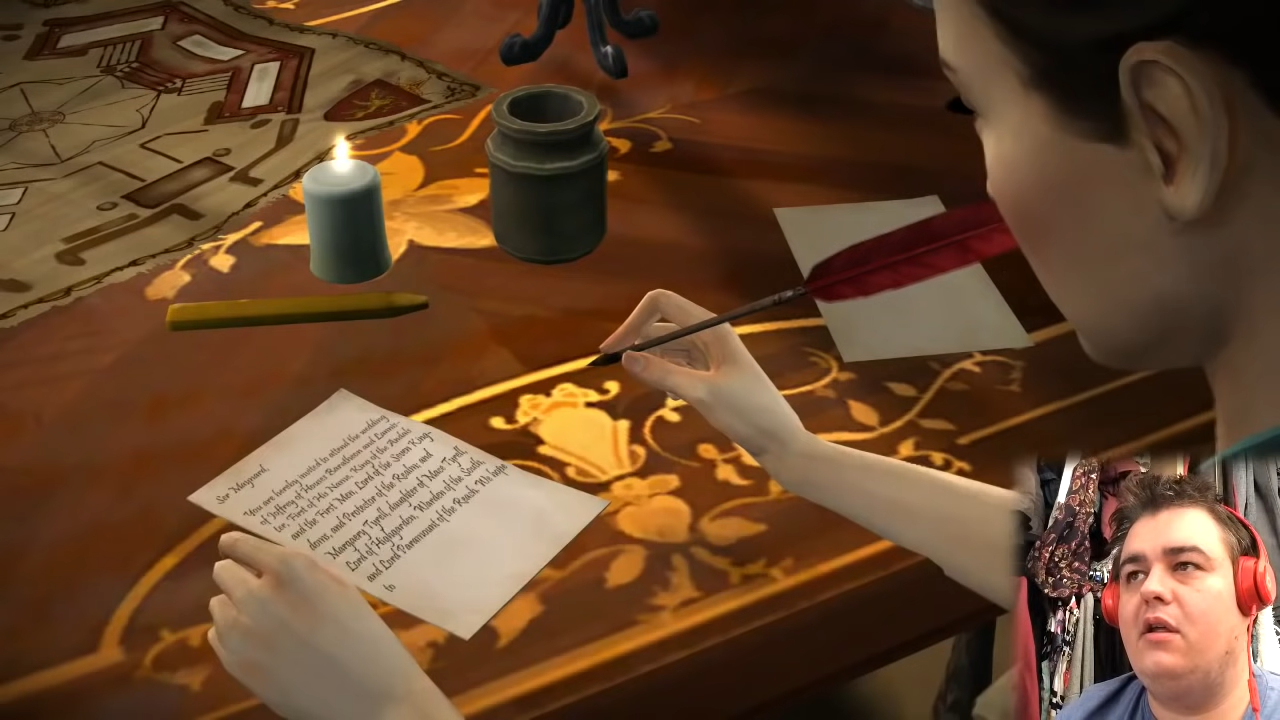 Ser Maynard,
You are hereby invited to attend the wedding
of Joffrey of Houses Baratheon and Lannis-
ter, First of His Name, King of the Andals
and the First Men, Lord of the Seven King-
doms, and Protector of the Realm; and
Margaery Tyrell, daughter of Mace Tyrell
Lord of Highgarden, Warden of the South,
and Lord Paramount of the Reach. We hope
to